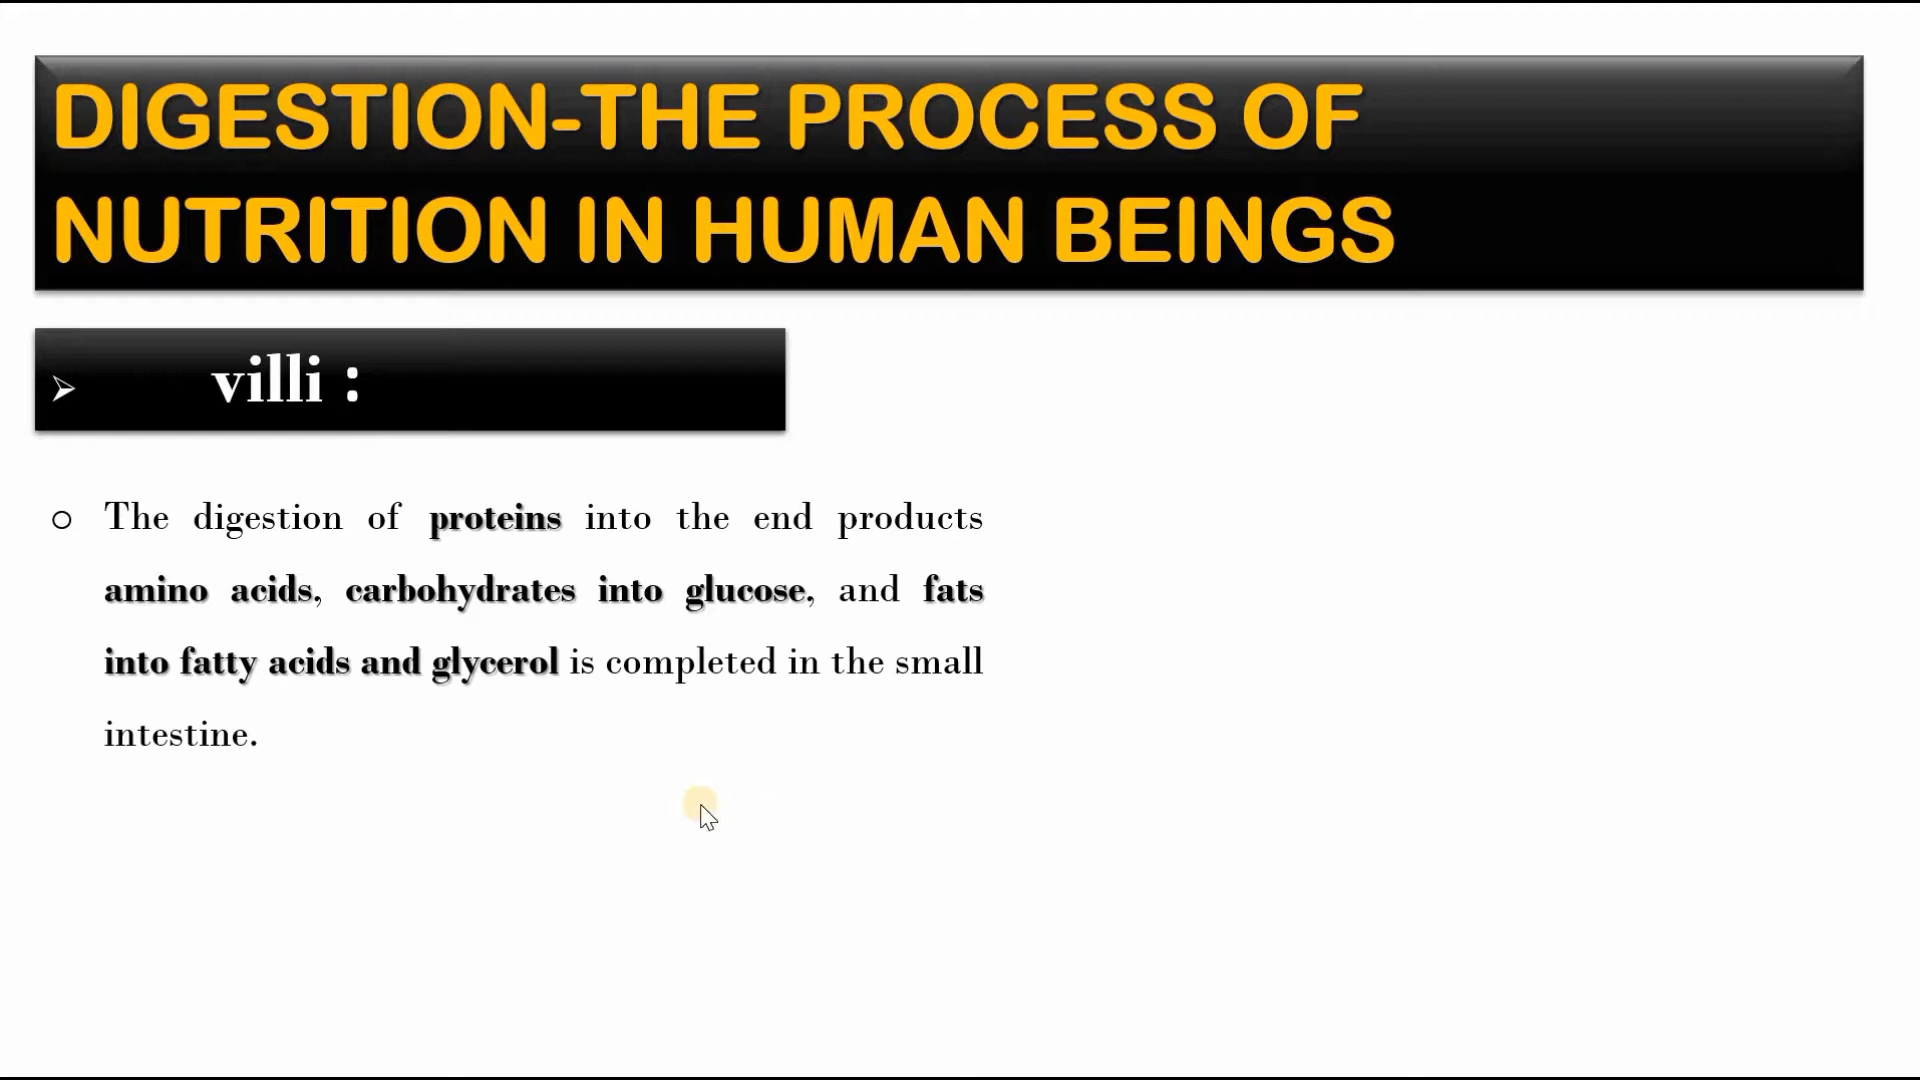 DIGESTION-THE PROCESS OF
NUTRITION IN HUMAN BEINGS
➢ villi :
o The digestion of proteins into the end products
amino acids, carbohydrates into glucose, and fats
into fatty acids and glycerol is completed in the small
intestine.